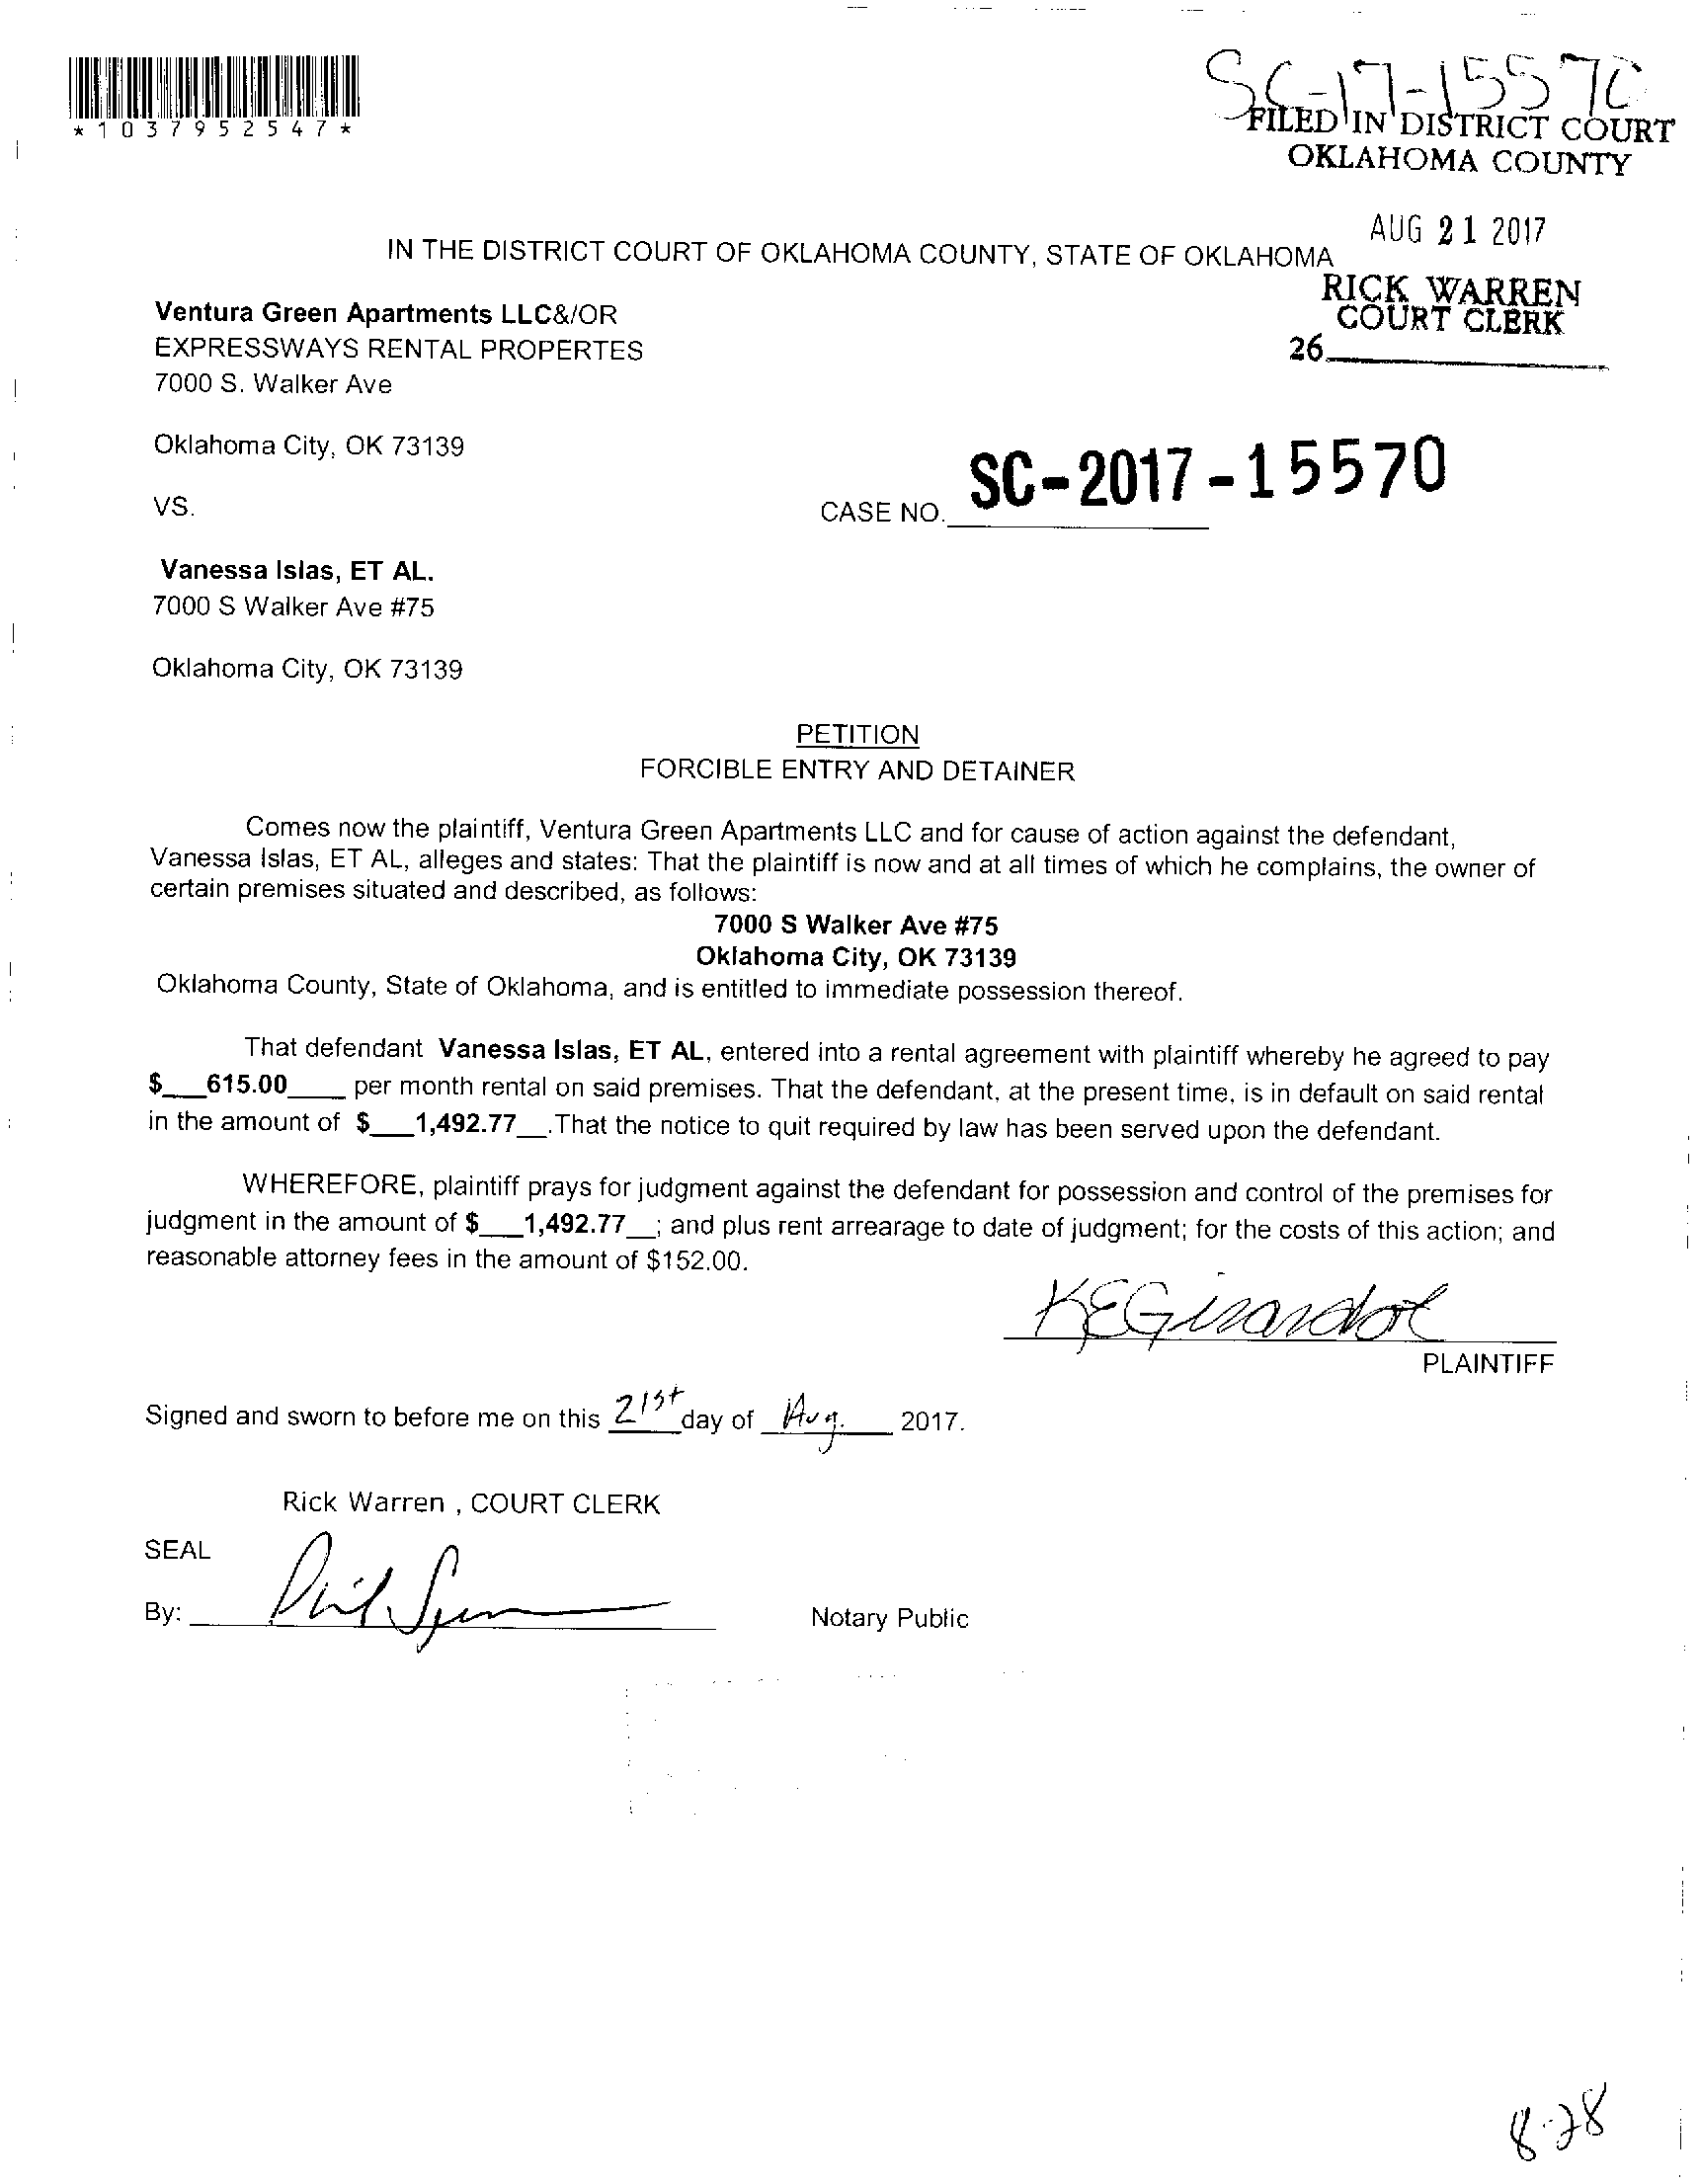 SC-17-15570
*1037952547*
FILED IN DISTRICT COURT
OKLAHOMA COUNTY
AUG 21 2017
IN THE DISTRICT COURT OF OKLAHOMA COUNTY, STATE OF OKLAHOMA
RICK WARREN
COURT CLERK
26
Ventura Green Apartments LLC&/OR
EXPRESSWAYS RENTAL PROPERTES
7000 S. Walker Ave
Oklahoma City, OK 73139
VS.
CASE NO. SC-2017-15570
Vanessa Islas, ET AL.
7000 S Walker Ave #75
Oklahoma City, OK 73139
PETITION
FORCIBLE ENTRY AND DETAINER
Comes now the plaintiff, Ventura Green Apartments LLC and for cause of action against the defendant,
Vanessa Islas, ET AL, alleges and states: That the plaintiff is now and at all times of which he complains, the owner of
certain premises situated and described, as follows:
7000 S Walker Ave #75
Oklahoma City, OK 73139
Oklahoma County, State of Oklahoma, and is entitled to immediate possession thereof.
That defendant Vanessa Islas, ET AL, entered into a rental agreement with plaintiff whereby he agreed to pay
$___615.00____ per month rental on said premises. That the defendant, at the present time, is in default on said rental
in the amount of $___1,492.77__.That the notice to quit required by law has been served upon the defendant.
WHEREFORE, plaintiff prays for judgment against the defendant for possession and control of the premises for
judgment in the amount of $___1,492.77__; and plus rent arrearage to date of judgment; for the costs of this action; and
reasonable attorney fees in the amount of $152.00.
KEGirardot
PLAINTIFF
Signed and sworn to before me on this 21st day of Aug. 2017.
Rick Warren , COURT CLERK
SEAL
By:
Notary Public
8-28